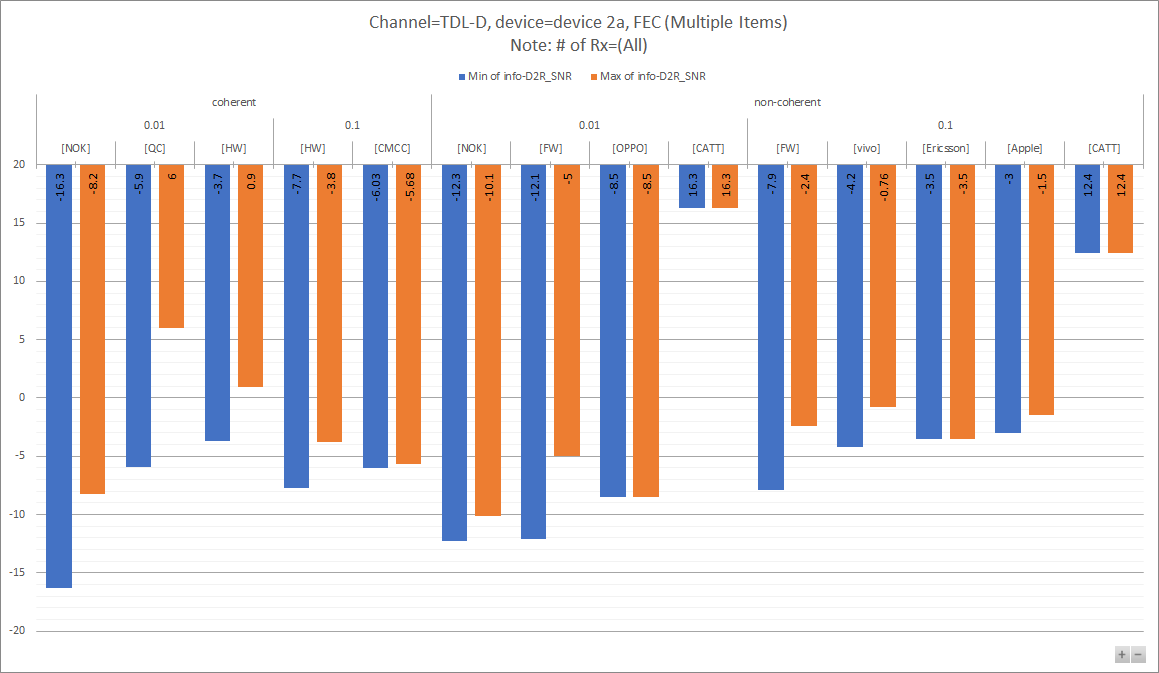 Channel=TDL-D, device=device 2a, FEC (Multiple Items)
Note: # of Rx=(All)
Min of info-D2R_SNR Max of info-D2R_SNR
coherent non-coherent
0.01 0.1 0.01 0.1
[NOK] [QC] [HW] [HW] [CMCC] [NOK] [FW] [OPPO] [CATT] [FW] [vivo] [Ericsson] [Apple] [CATT]
-16.3 -8.2 -5.9 6 -3.7 0.9 -7.7 -3.8 -6.03 -5.68 -12.3 -10.1 -12.1 -5 -8.5 -8.5 16.3 16.3 -7.9 -2.4 -4.2 -0.76 -3.5 -3.5 -3 -1.5 12.4 12.4
20
15
10
5
0
-5
-10
-15
-20
+ −